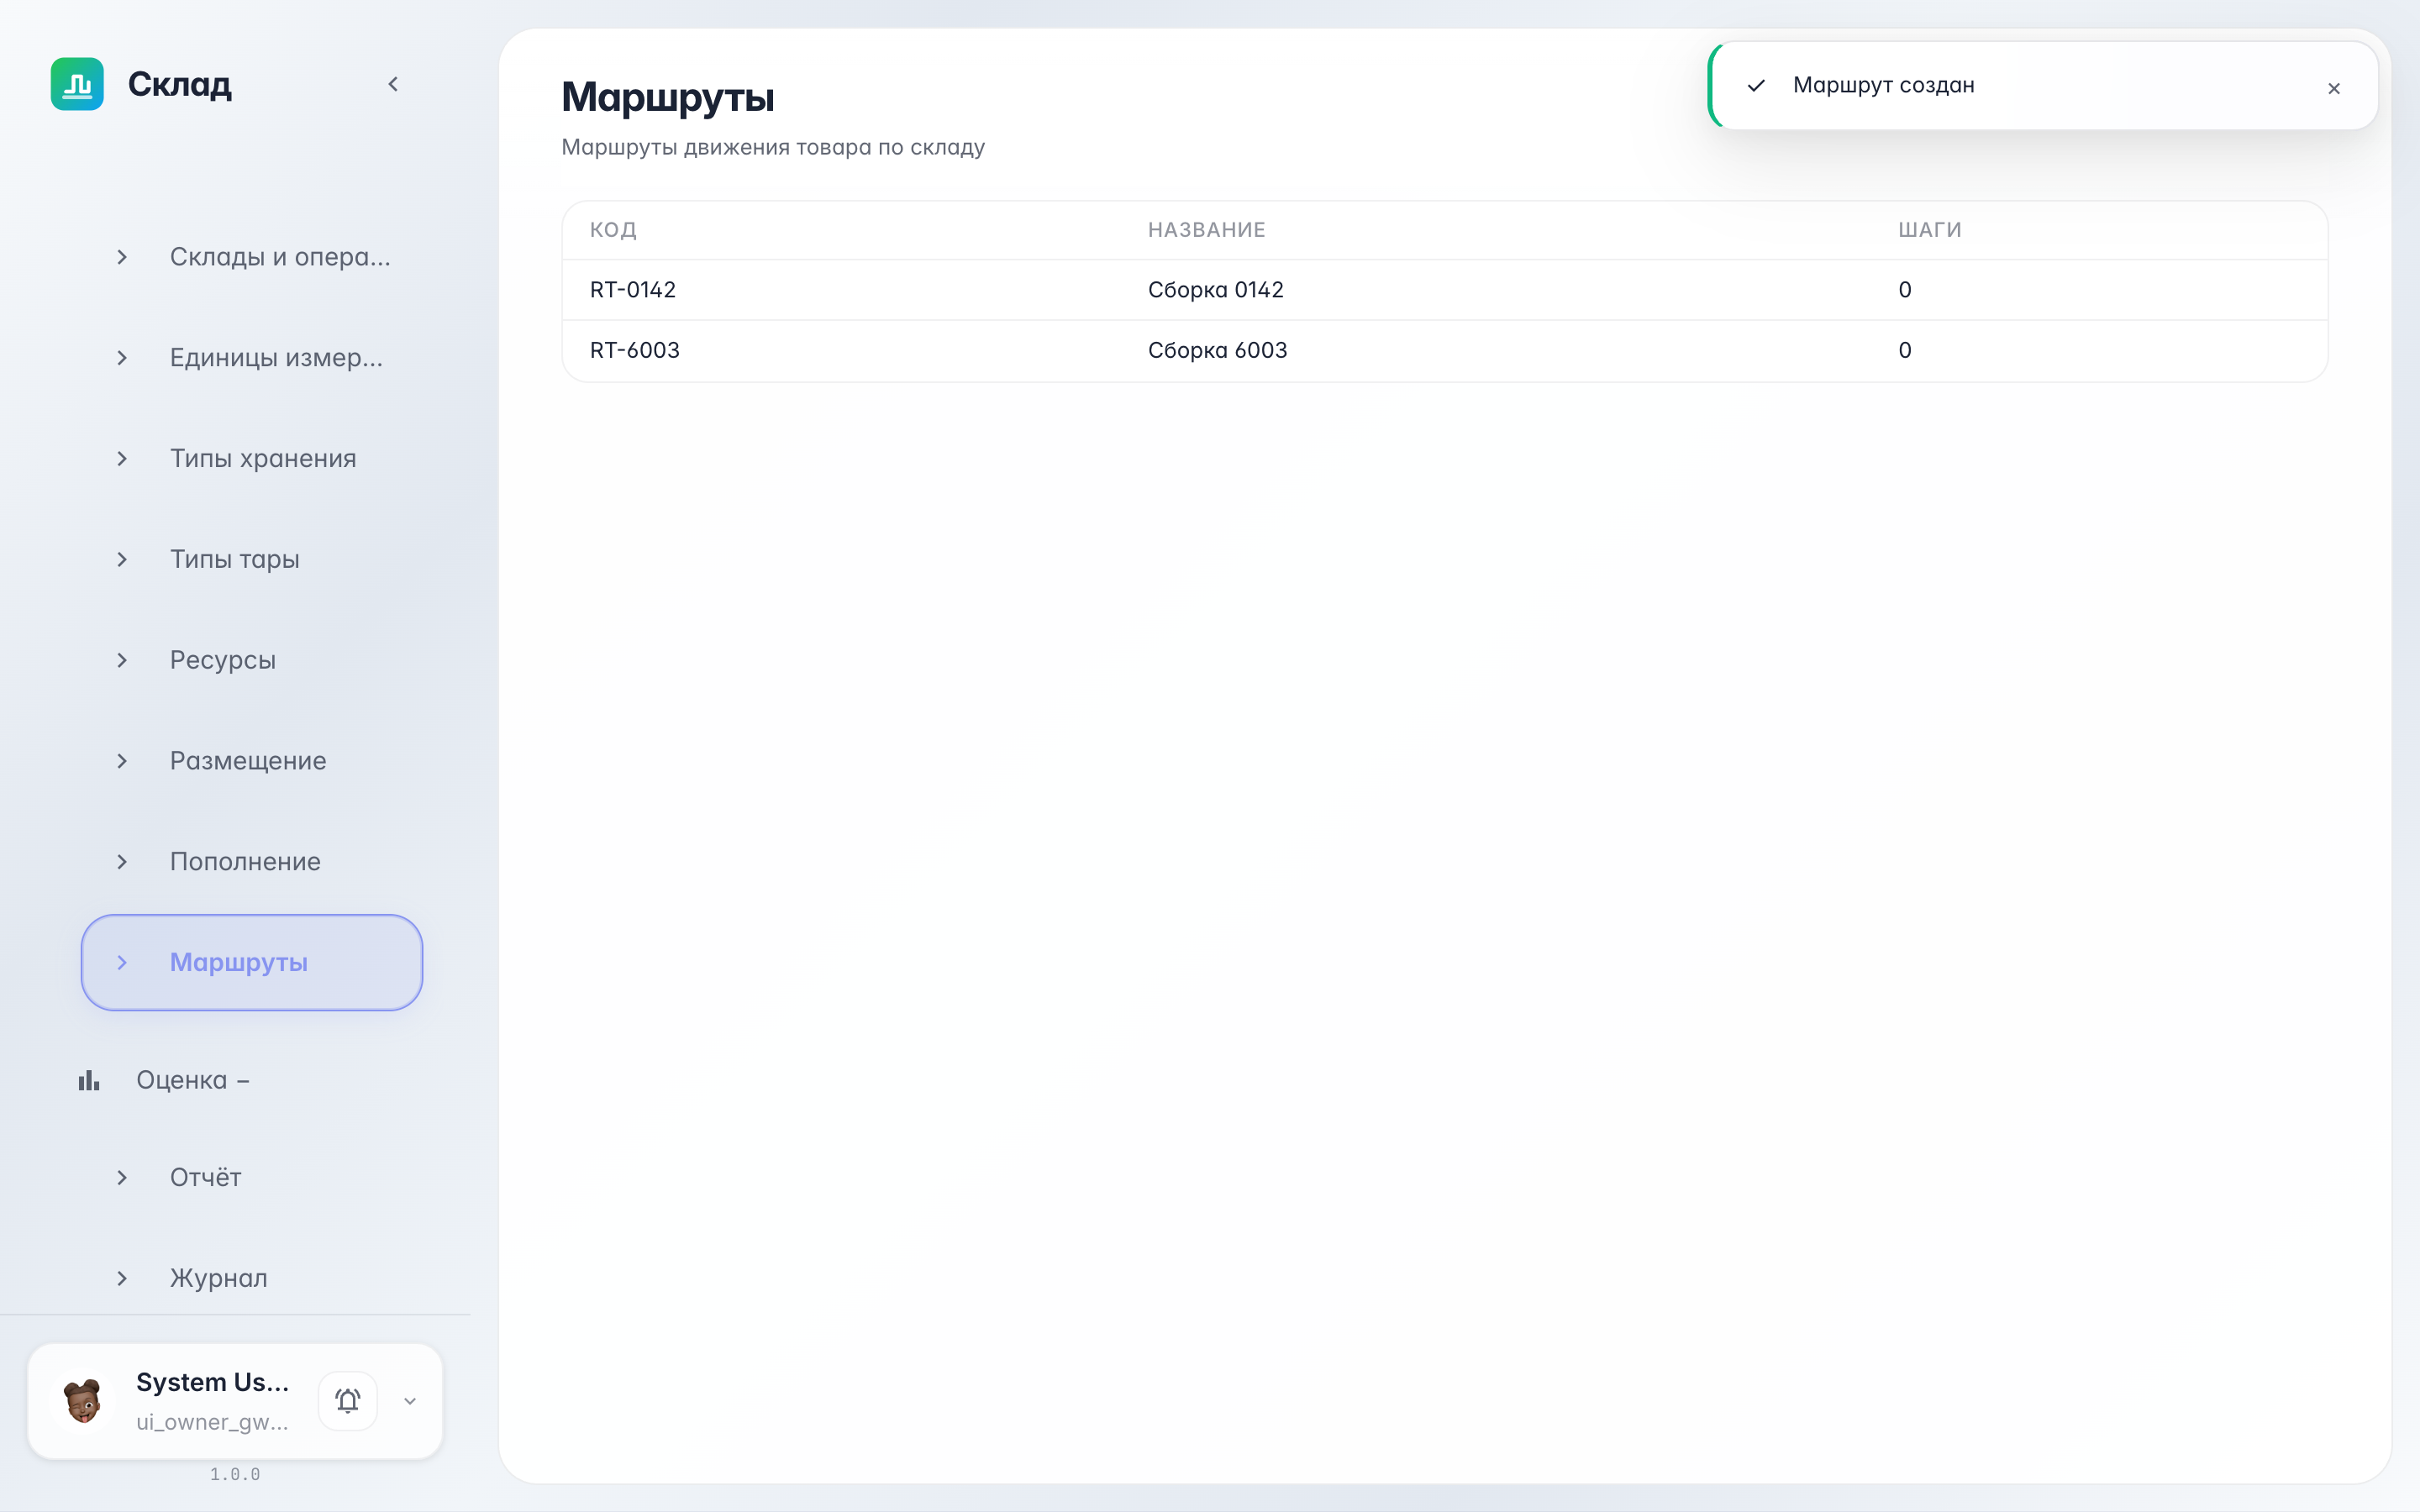 Склад
Склады и опера...
Единицы измер...
Типы хранения
Типы тары
Ресурсы
Размещение
Пополнение
Маршруты
Оценка –
Отчёт
Журнал
System Us...
ui_owner_gw...
1.0.0
Маршруты
Маршруты движения товара по складу
Маршрут создан
КОД НАЗВАНИЕ ШАГИ
RT-0142 Сборка 0142 0
RT-6003 Сборка 6003 0